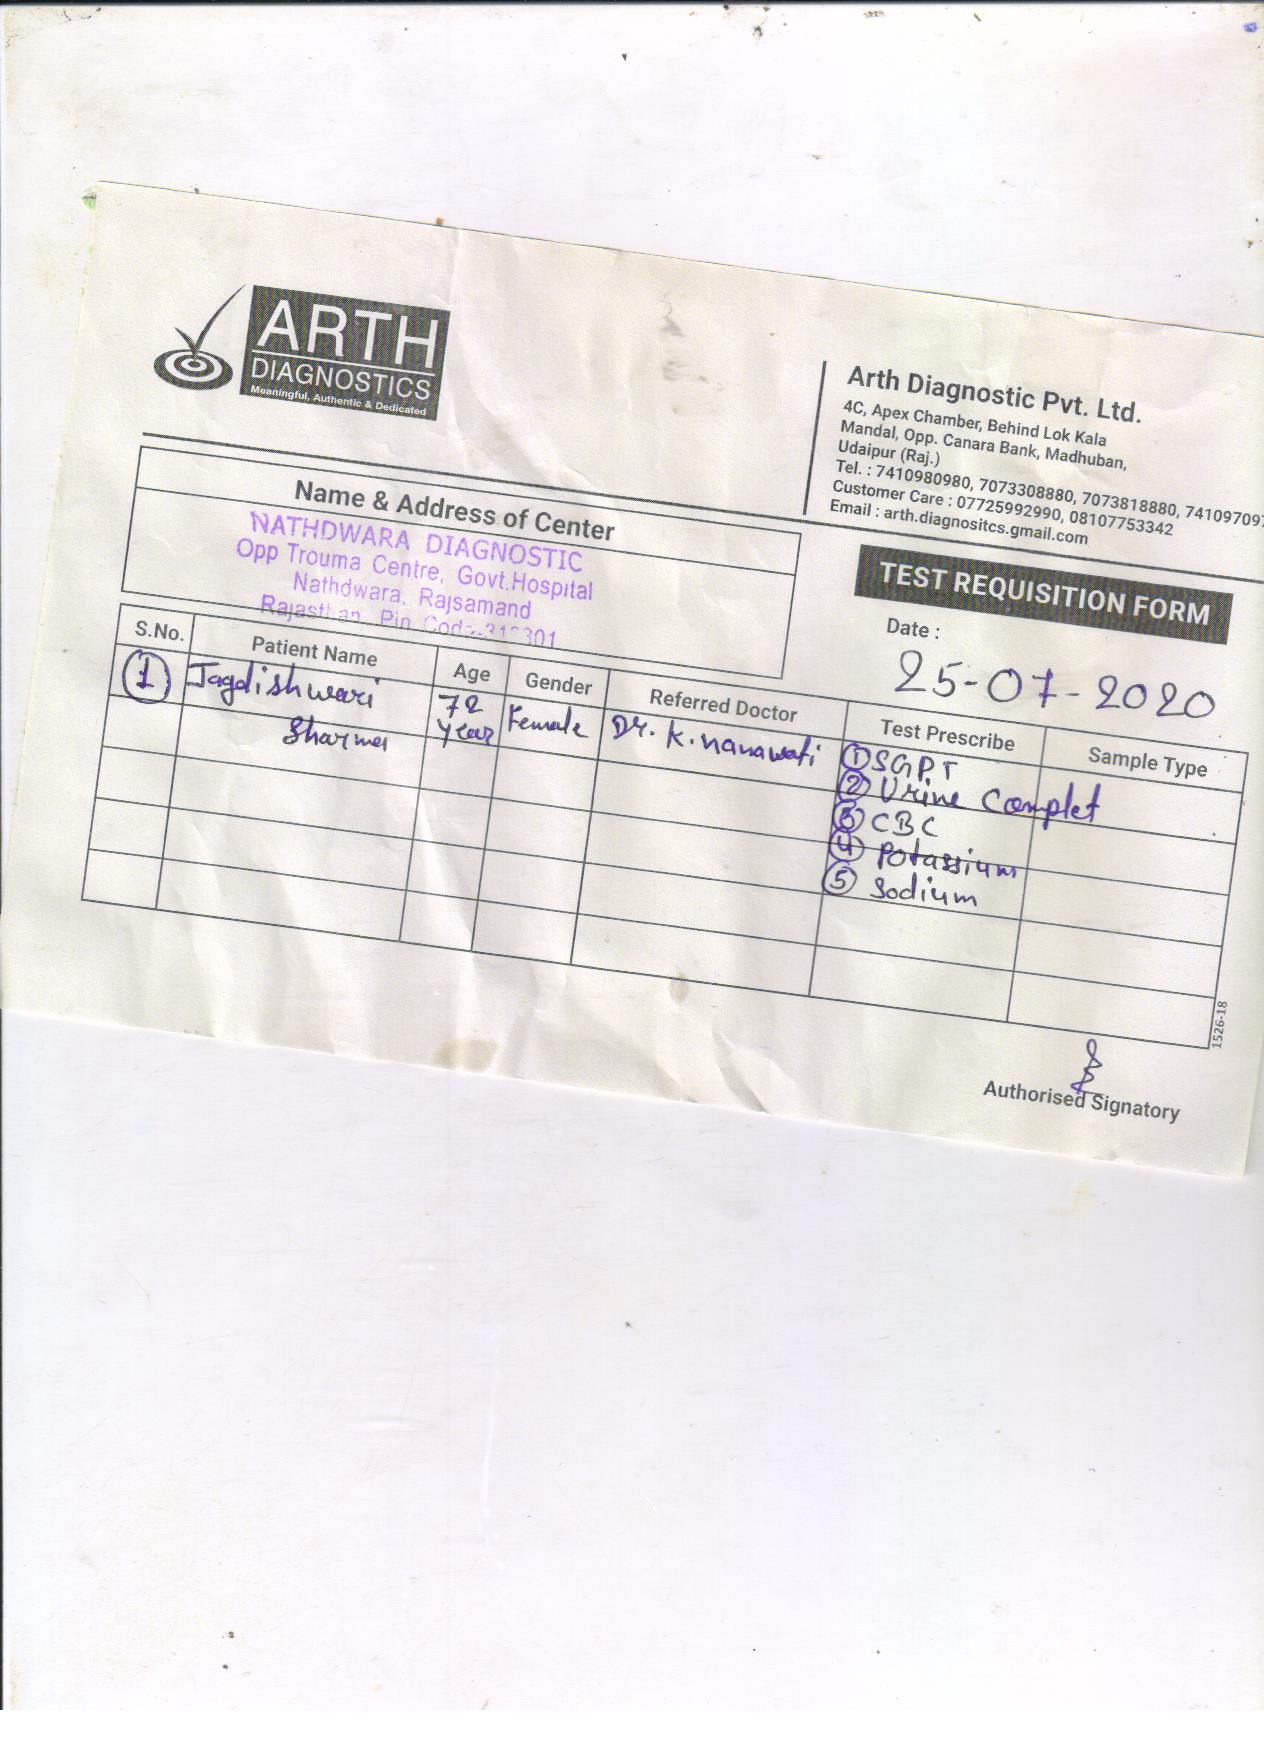 ARTH
DIAGNOSTICS
Meaningful, Authentic & Dedicated
Arth Diagnostic Pvt. Ltd.
4C, Apex Chamber, Behind Lok Kala
Mandal, Opp. Canara Bank, Madhuban,
Udaipur (Raj.)
Tel. : 7410980980, 7073308880, 7073818880,
Customer Care : 07725992990, 08107753342
Email : arth.diagnositcs.gmail.com
Name & Address of Center
NATHDWARA DIAGNOSTIC
Opp Trouma Centre, Govt.Hospital
Nathdwara, Rajsamand
Rajasthan, Pin Code
TEST REQUISITION FORM
Date :
25-07-2020
S.No. Patient Name Age Gender Referred Doctor Test Prescribe Sample Type
1 Jagdishwari 72 Female Dr. K. nanawati ① SGPT
Sharma year ② Urine Complet
③ CBC
④ Potassium
⑤ Sodium
1526-18
Authorised Signatory